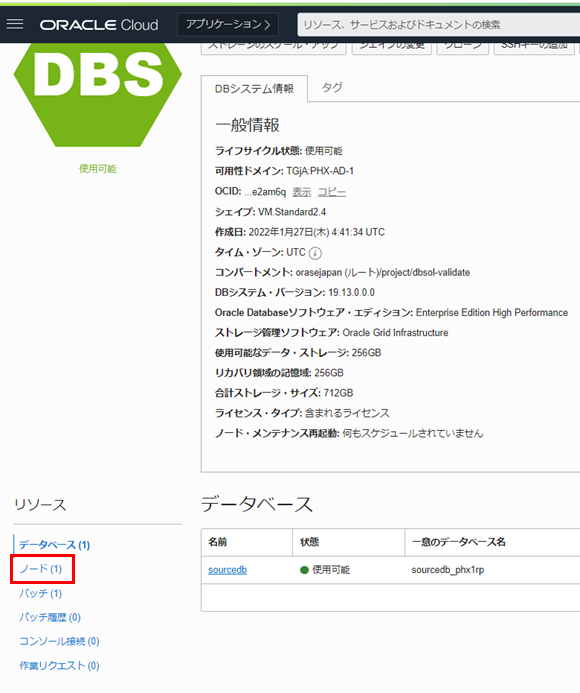 ORACLE Cloud
アプリケーション >
リソース、サービスおよびドキュメントの検索
ストレージのスケール・アップ
シェイプの変更
クローン
SSHキーの追加
DBS
使用可能
DBシステム情報
タグ
一般情報
ライフサイクル状態: 使用可能
可用性ドメイン: TGjA:PHX-AD-1
OCID: ...e2am6q 表示 コピー
シェイプ: VM.Standard2.4
作成日: 2022年1月27日(木) 4:41:34 UTC
タイム・ゾーン: UTC i
コンパートメント: orasejapan (ルート)/project/dbsol-validate
DBシステム・バージョン: 19.13.0.0.0
Oracle Databaseソフトウェア・エディション: Enterprise Edition High Performance
ストレージ管理ソフトウェア: Oracle Grid Infrastructure
使用可能なデータ・ストレージ: 256GB
リカバリ領域の記憶域: 256GB
合計ストレージ・サイズ: 712GB
ライセンス・タイプ: 含まれるライセンス
ノード・メンテナンス再起動: 何もスケジュールされていません
リソース
データベース (1)
ノード (1)
パッチ (1)
パッチ履歴 (0)
コンソール接続 (0)
作業リクエスト (0)
データベース
名前 状態 一意のデータベース名
sourcedb 使用可能 sourcedb_phx1rp